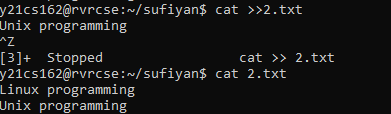 y21cs162@rvrcse:~/sufiyan$ cat >>2.txt
Unix programming
^Z
[3]+  Stopped                 cat >> 2.txt
y21cs162@rvrcse:~/sufiyan$ cat 2.txt
Linux programming
Unix programming